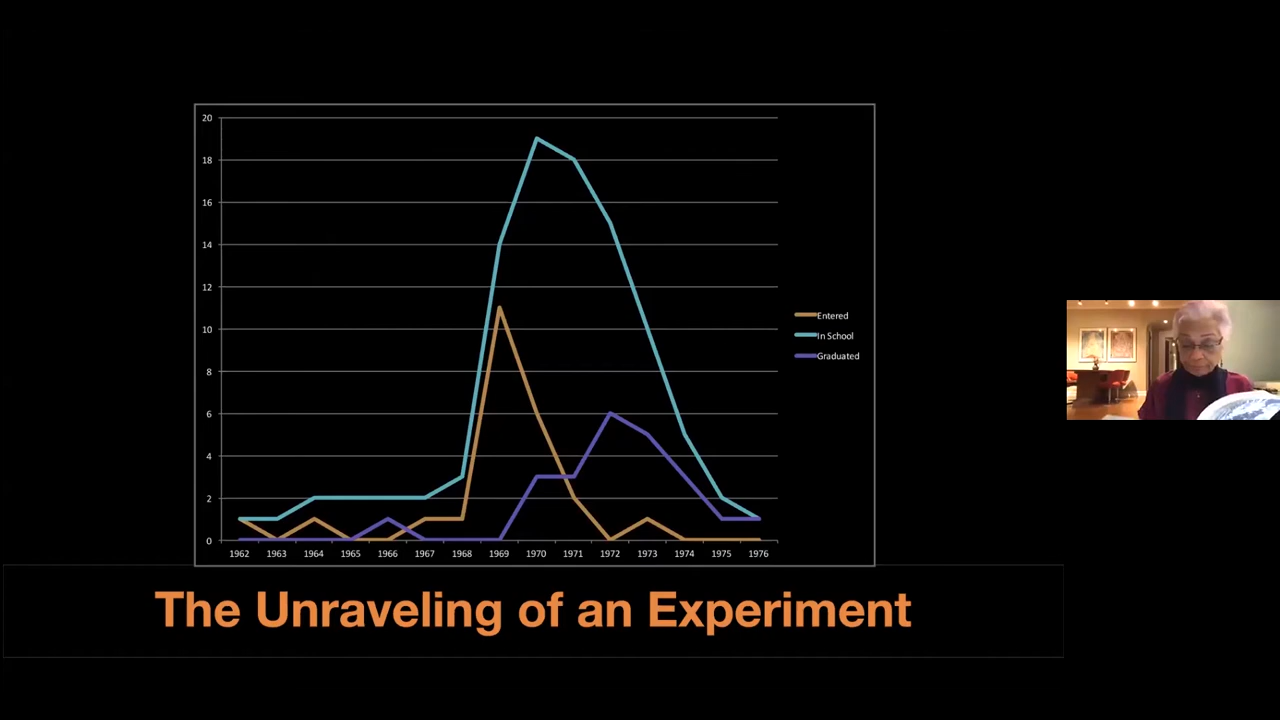 20
18
16
14
12
10
8
6
4
2
0
1962 1963 1964 1965 1966 1967 1968 1969 1970 1971 1972 1973 1974 1975 1976
Entered
In School
Graduated
The Unraveling of an Experiment